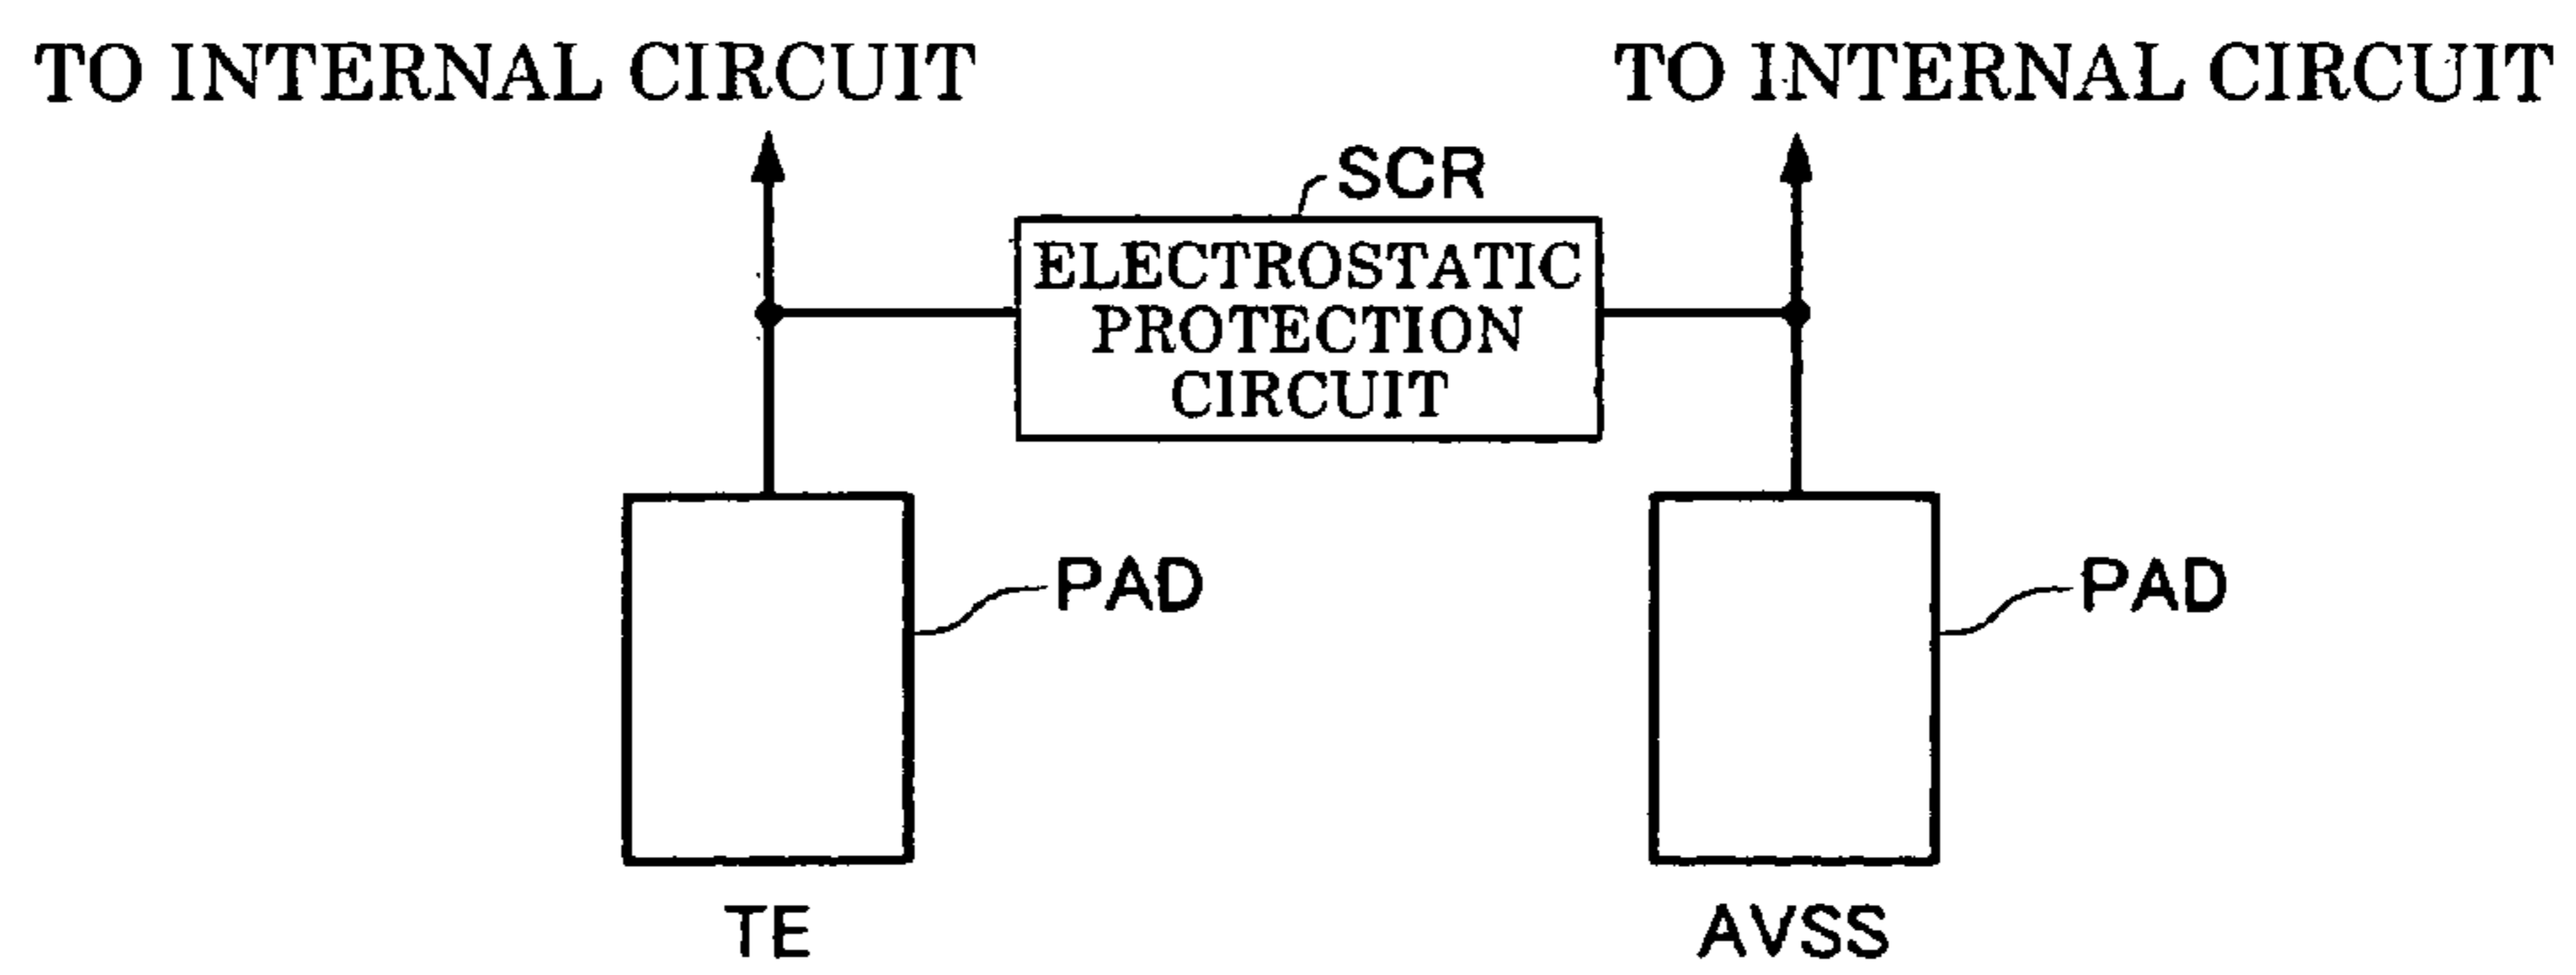 TO INTERNAL CIRCUIT
TO INTERNAL CIRCUIT
SCR
ELECTROSTATIC
PROTECTION
CIRCUIT
PAD
PAD
TE
AVSS